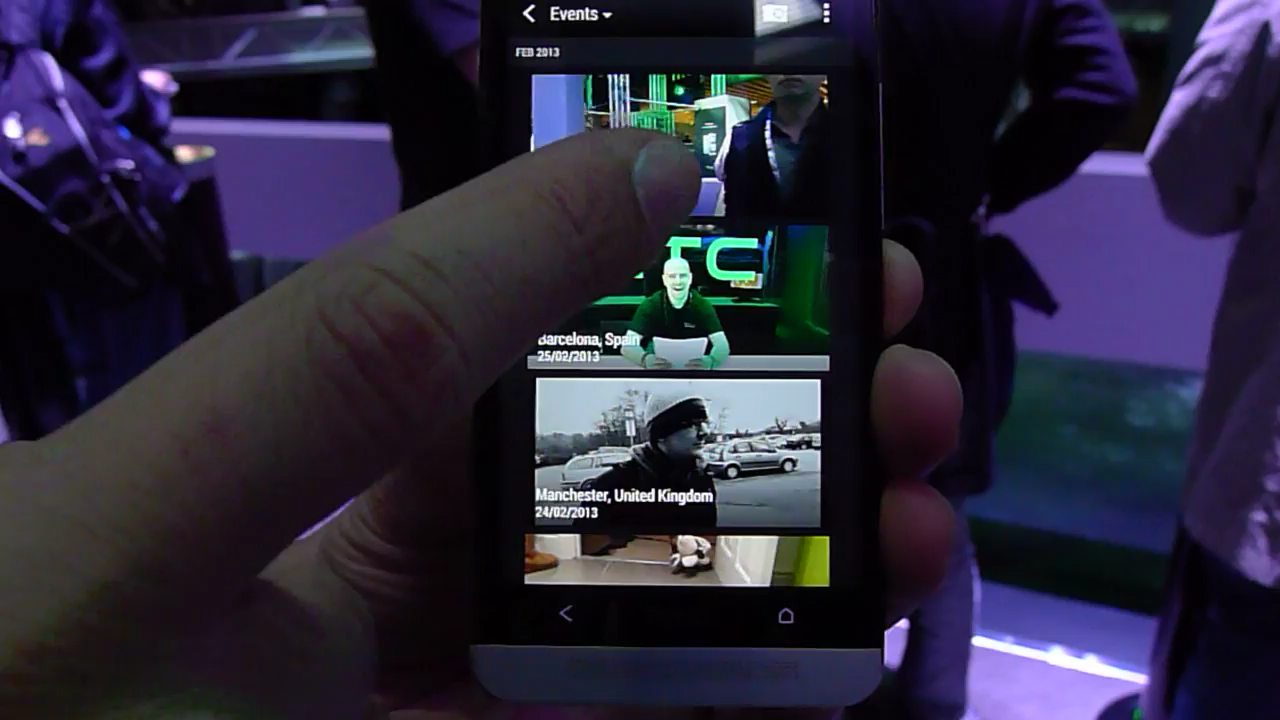 Events
FEB 2013
TC
Barcelona, Spain
25/02/2013
Manchester, United Kingdom
24/02/2013